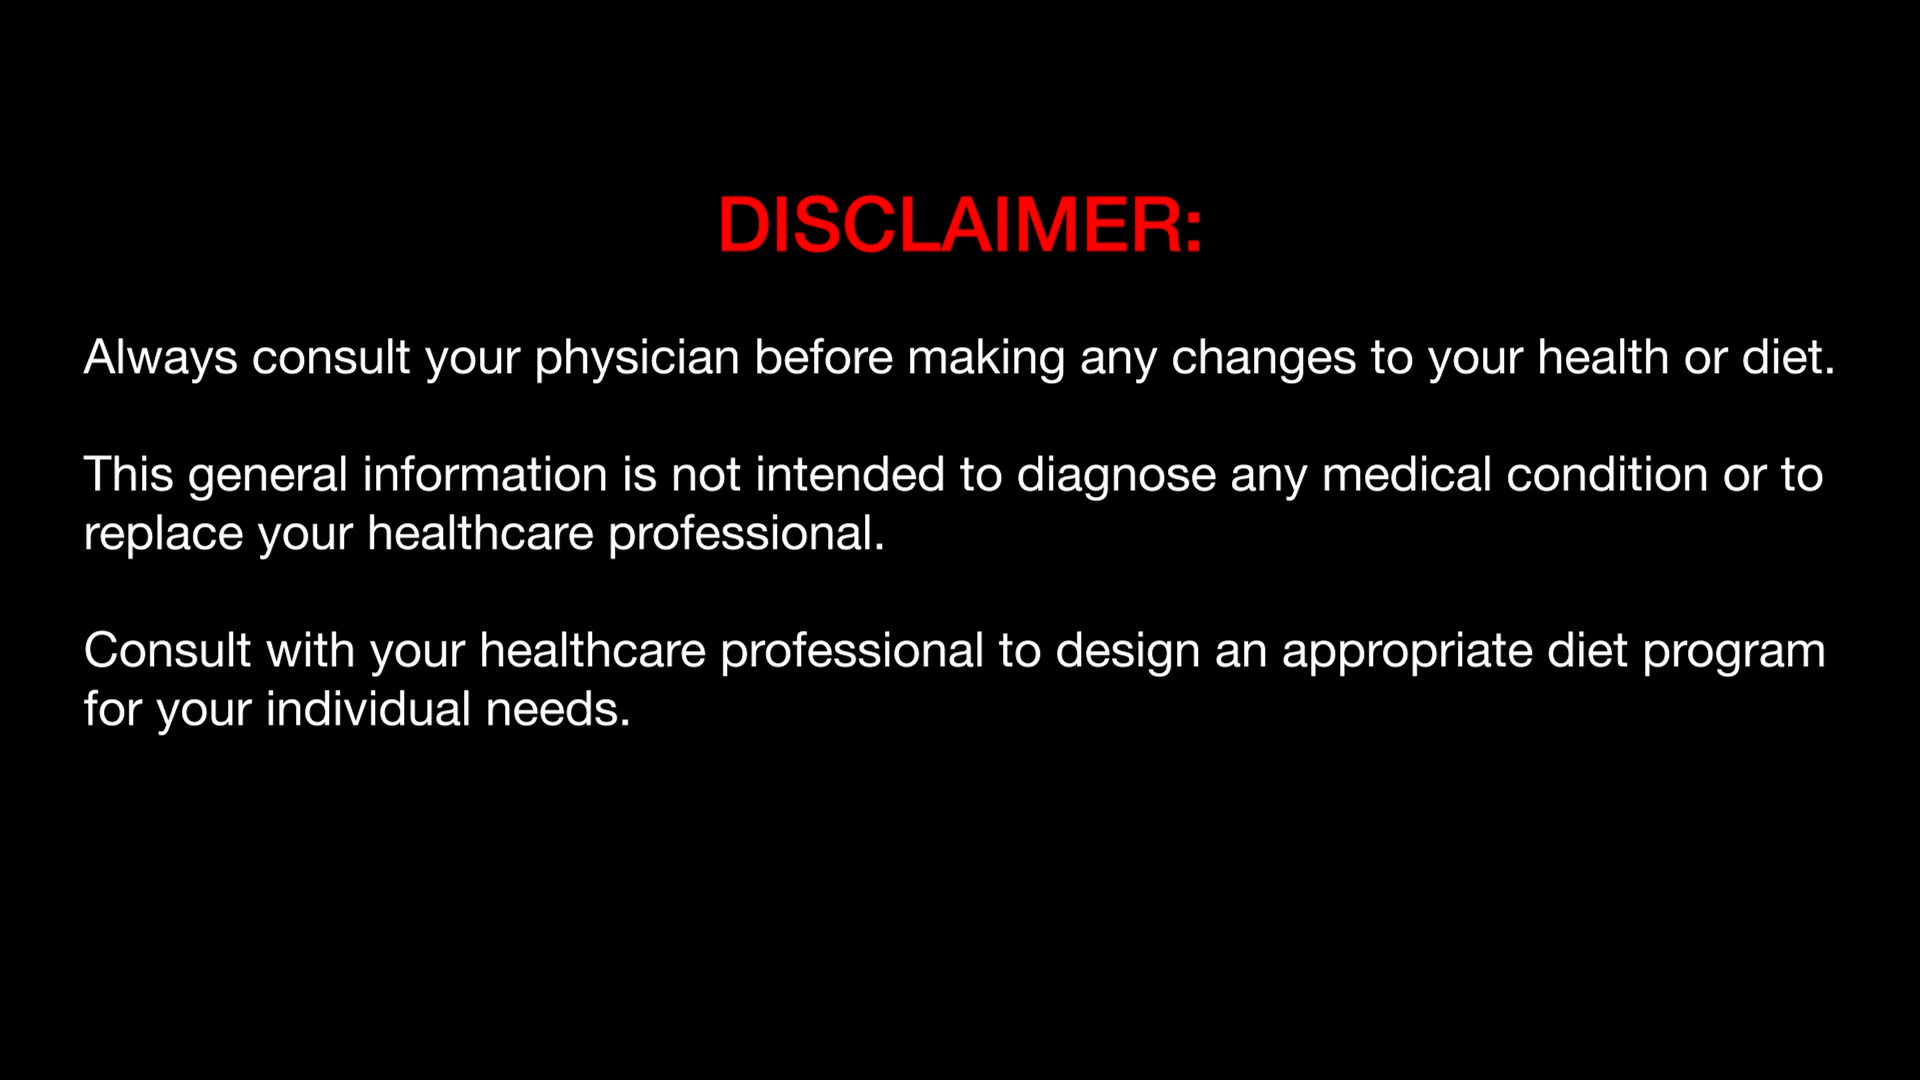 DISCLAIMER:
Always consult your physician before making any changes to your health or diet.
This general information is not intended to diagnose any medical condition or to
replace your healthcare professional.
Consult with your healthcare professional to design an appropriate diet program
for your individual needs.